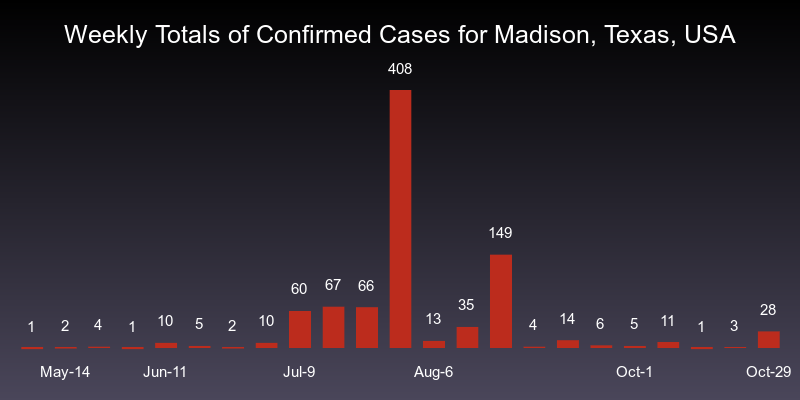 Weekly Totals of Confirmed Cases for Madison, Texas, USA
408
149
60 67 66
1 2 4 1 10 5 2 10 13 35 4 14 6 5 11 1 3 28
May-14 Jun-11 Jul-9 Aug-6 Oct-1 Oct-29